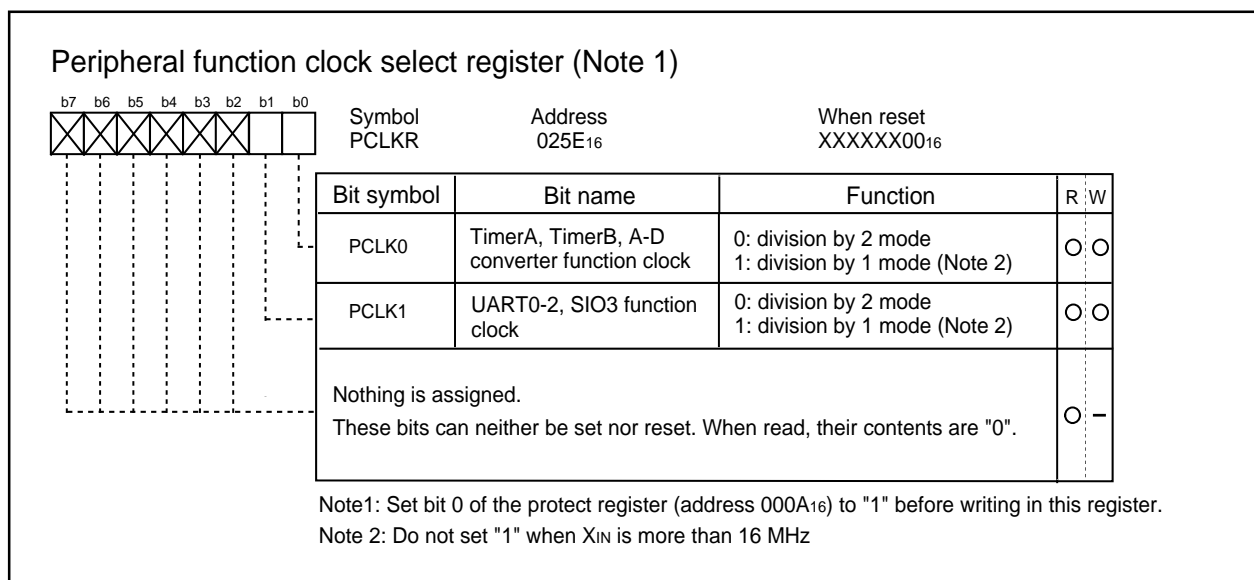 Peripheral function clock select register (Note 1)
b7 b6 b5 b4 b3 b2 b1 b0
Symbol Address When reset
PCLKR 025E16 XXXXXX0016
Bit symbol Bit name Function R W
PCLK0 TimerA, TimerB, A-D converter function clock 0: division by 2 mode
1: division by 1 mode (Note 2)
PCLK1 UART0-2, SIO3 function clock 0: division by 2 mode
1: division by 1 mode (Note 2)
Nothing is assigned.
These bits can neither be set nor reset. When read, their contents are "0".
Note1: Set bit 0 of the protect register (address 000A16) to "1" before writing in this register.
Note 2: Do not set "1" when XIN is more than 16 MHz